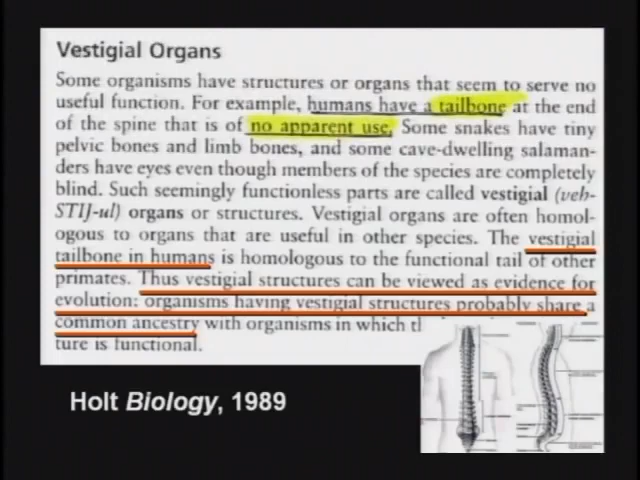 Vestigial Organs
Some organisms have structures or organs that seem to serve no
useful function. For example, humans have a tailbone at the end
of the spine that is of no apparent use. Some snakes have tiny
pelvic bones and limb bones, and some cave-dwelling salaman-
ders have eyes even though members of the species are completely
blind. Such seemingly functionless parts are called vestigial (veh-
STIJ-ul) organs or structures. Vestigial organs are often homol-
ogous to organs that are useful in other species. The vestigial
tailbone in humans is homologous to the functional tail of other
primates. Thus vestigial structures can be viewed as evidence for
evolution: organisms having vestigial structures probably share a
common ancestry with organisms in which
ture is functional.
Holt Biology, 1989